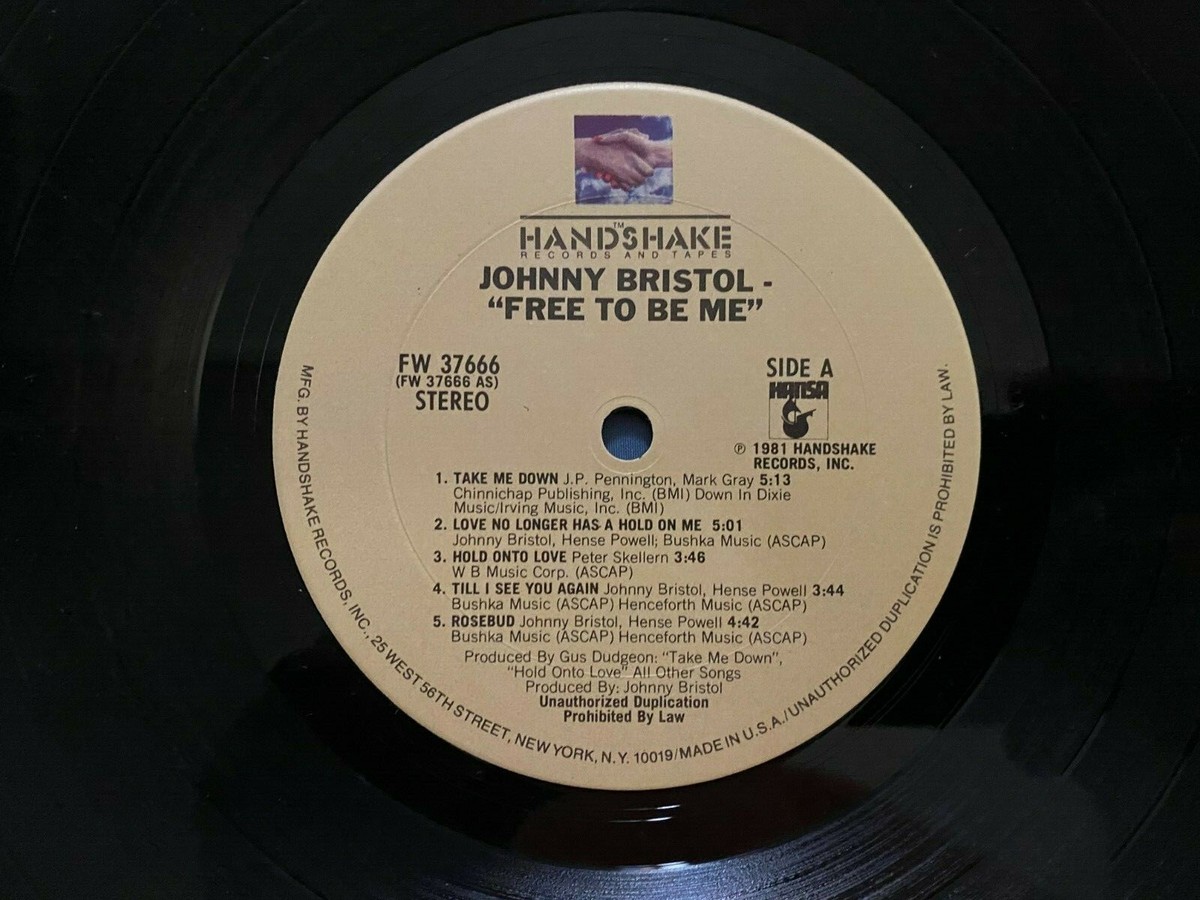 HANDSHAKE
TM
RECORDS AND TAPES
JOHNNY BRISTOL -
“FREE TO BE ME”
FW 37666
(FW 37666 AS)
STEREO
SIDE A
HANSA
℗ 1981 HANDSHAKE
RECORDS, INC.
1. TAKE ME DOWN J.P. Pennington, Mark Gray 5:13
Chinnichap Publishing, Inc. (BMI) Down In Dixie
Music/Irving Music, Inc. (BMI)
2. LOVE NO LONGER HAS A HOLD ON ME 5:01
Johnny Bristol, Hense Powell; Bushka Music (ASCAP)
3. HOLD ONTO LOVE Peter Skellern 3:46
W B Music Corp. (ASCAP)
4. TILL I SEE YOU AGAIN Johnny Bristol, Hense Powell 3:44
Bushka Music (ASCAP) Henceforth Music (ASCAP)
5. ROSEBUD Johnny Bristol, Hense Powell 4:42
Bushka Music (ASCAP) Henceforth Music (ASCAP)
Produced By Gus Dudgeon: “Take Me Down”,
“Hold Onto Love” All Other Songs
Produced By: Johnny Bristol
Unauthorized Duplication
Prohibited By Law
MFG. BY HANDSHAKE RECORDS, INC., 25 WEST 56TH STREET, NEW YORK, N.Y. 10019/MADE IN U.S.A./UNAUTHORIZED DUPLICATION IS PROHIBITED BY LAW.